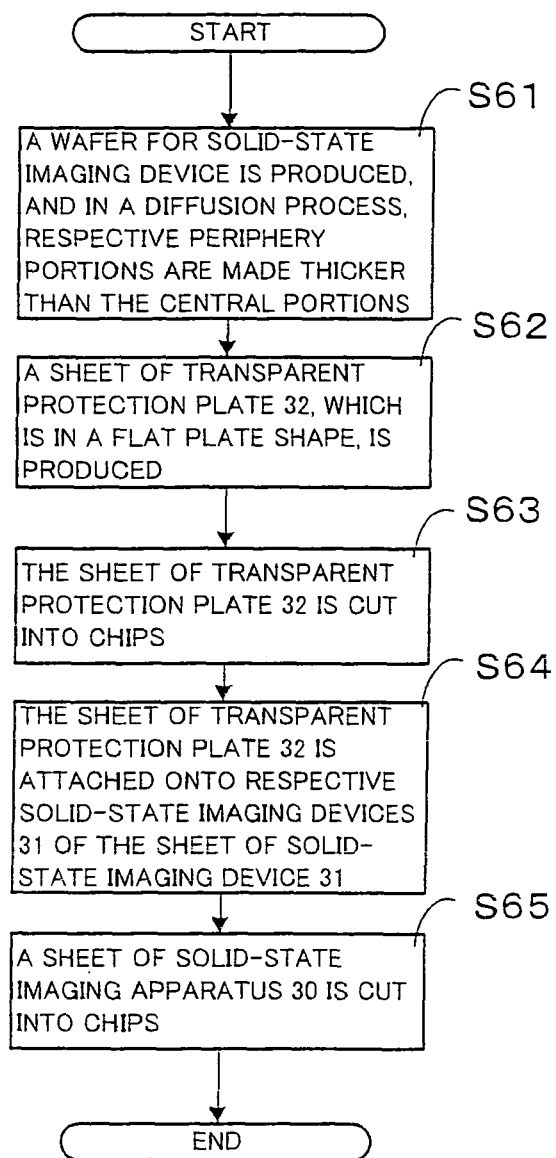 START
S61
A WAFER FOR SOLID-STATE
IMAGING DEVICE IS PRODUCED,
AND IN A DIFFUSION PROCESS,
RESPECTIVE PERIPHERY
PORTIONS ARE MADE THICKER
THAN THE CENTRAL PORTIONS
S62
A SHEET OF TRANSPARENT
PROTECTION PLATE 32, WHICH
IS IN A FLAT PLATE SHAPE, IS
PRODUCED
S63
THE SHEET OF TRANSPARENT
PROTECTION PLATE 32 IS CUT
INTO CHIPS
S64
THE SHEET OF TRANSPARENT
PROTECTION PLATE 32 IS
ATTACHED ONTO RESPECTIVE
SOLID-STATE IMAGING DEVICES
31 OF THE SHEET OF SOLID-
STATE IMAGING DEVICE 31
S65
A SHEET OF SOLID-STATE
IMAGING APPARATUS 30 IS CUT
INTO CHIPS
END